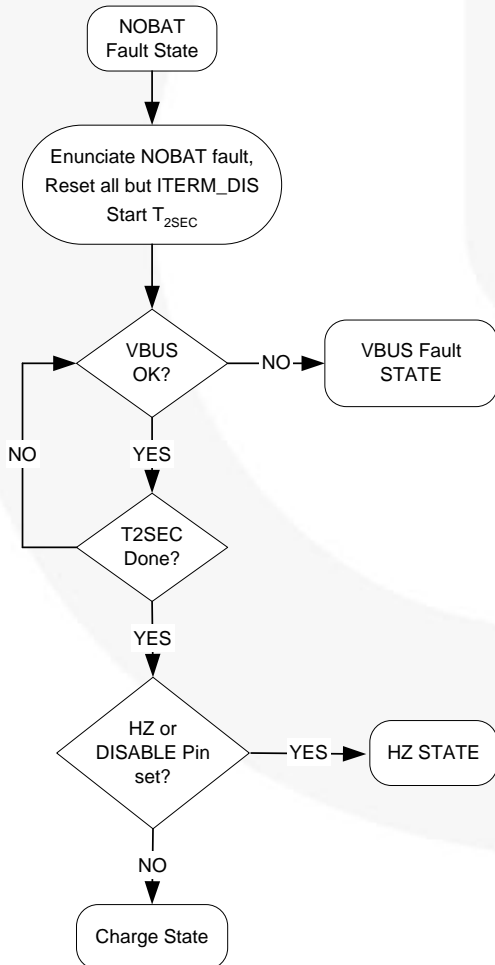 NOBAT
Fault State
Enunciate NOBAT fault,
Reset all but ITERM_DIS
Start T2SEC
VBUS
OK?
NO
VBUS Fault
STATE
NO
YES
T2SEC
Done?
YES
HZ or
DISABLE Pin
set?
YES
HZ STATE
NO
Charge State